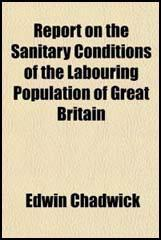 Report on the
Sanitary Conditions
of the Labouring
Population of Great
Britain
Edwin Chadwick